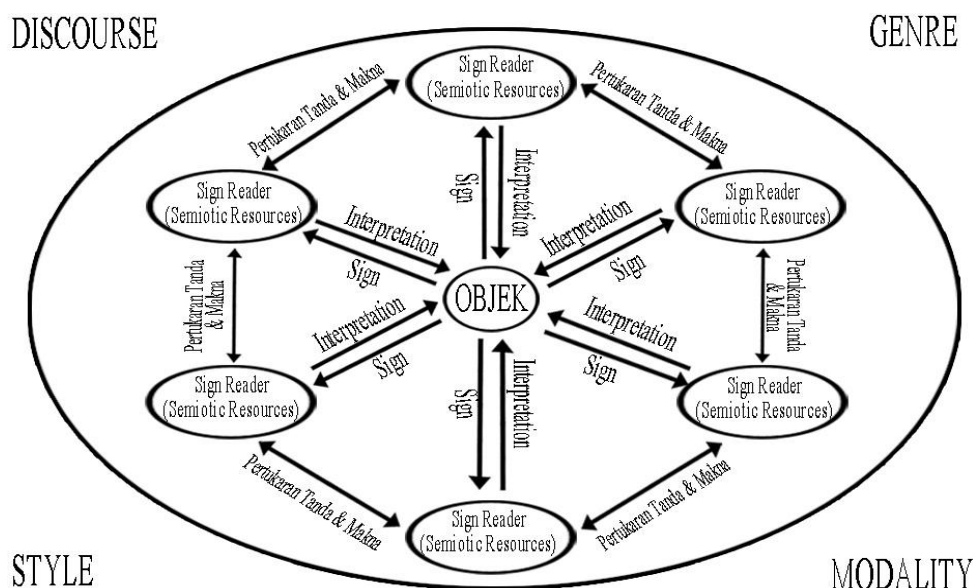 DISCOURSE
GENRE
Sign Reader
(Semiotic Resources)
Pertukaran Tanda & Makna
Pertukaran Tanda & Makna
Sign
Interpretation
Sign Reader
(Semiotic Resources)
Sign Reader
(Semiotic Resources)
Interpretation
Sign
Interpretation
Sign
Pertukaran Tanda
& Makna
OBJEK
Pertukaran Tanda
& Makna
Interpretation
Sign
Interpretation
Sign
Sign Reader
(Semiotic Resources)
Sign Reader
(Semiotic Resources)
Sign
Interpretation
Pertukaran Tanda & Makna
Pertukaran Tanda & Makna
Sign Reader
(Semiotic Resources)
STYLE
MODALITY